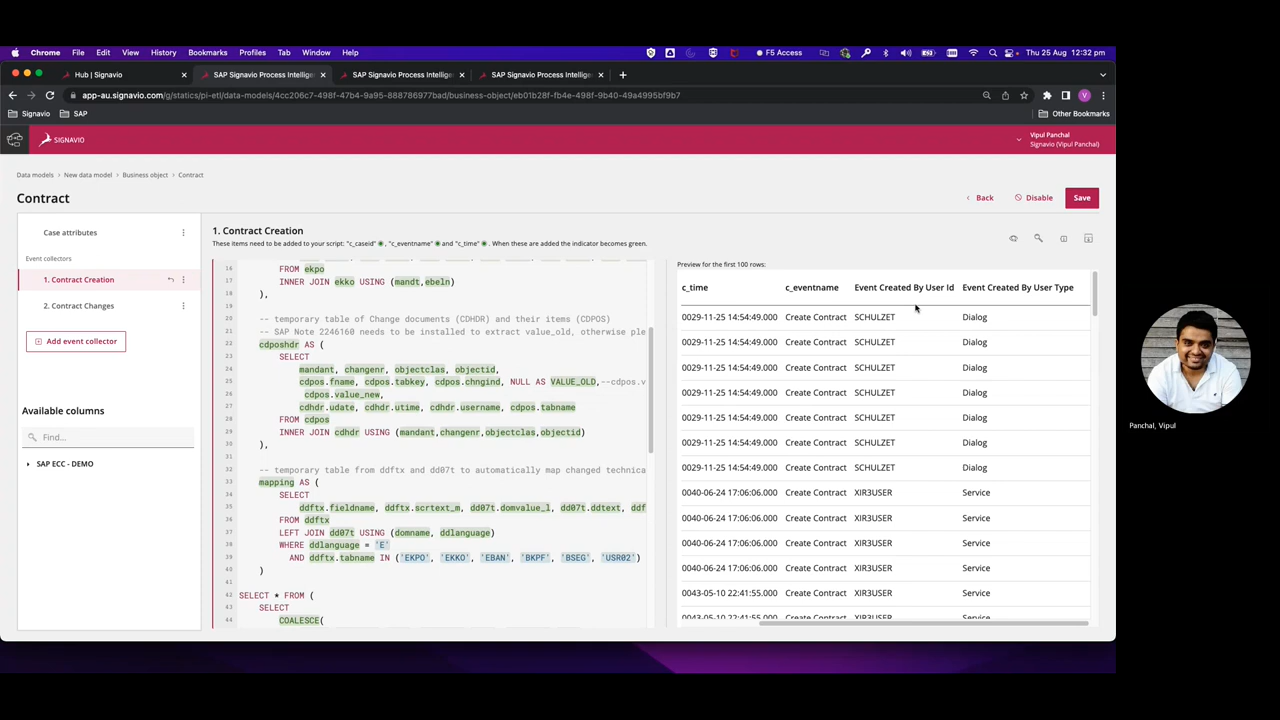 Chrome File Edit View History Bookmarks Profiles Tab Window Help F5 Access Thu 25 Aug 12:32 pm
Hub | Signavio SAP Signavio Process Intellige SAP Signavio Process Intellige SAP Signavio Process Intellige
app-au.signavio.com/g/statics/pi-etl/data-models/4cc206c7-498f-47b4-9a95-888786977bad/business-object/eb01b28f-fb4e-498f-9b40-49a4995bf9b7
Signavio SAP Other Bookmarks
SIGNAVIO
Vipul Panchal
Signavio (Vipul Panchal)
Data models > New data model > Business object > Contract
Contract
Back Disable Save
Case attributes
Event collectors
1. Contract Creation
2. Contract Changes
Add event collector
Available columns
Find...
SAP ECC - DEMO
1. Contract Creation
These items need to be added to your script: "c_caseid" , "c_eventname" and "c_time" . When these are added the indicator becomes green.
16 FROM ekpo
17 INNER JOIN ekko USING (mandt,ebeln)
18 ),
19
20 -- temporary table of Change documents (CDHDR) and their items (CDPOS)
21 -- SAP Note 2246160 needs to be installed to extract value_old, otherwise ple
22 cdposhdr AS (
23 SELECT
24 mandant, changenr, objectclas, objectid,
25 cdpos.fname, cdpos.tabkey, cdpos.chngind, NULL AS VALUE_OLD,--cdpos.v
26 cdpos.value_new,
27 cdhdr.udate, cdhdr.utime, cdhdr.username, cdpos.tabname
28 FROM cdpos
29 INNER JOIN cdhdr USING (mandant,changenr,objectclas,objectid)
30 ),
31
32 -- temporary table from ddftx and dd07t to automatically map changed technica
33 mapping AS (
34 SELECT
35 ddftx.fieldname, ddftx.scrtext_m, dd07t.domvalue_l, dd07t.ddtext, ddf
36 FROM ddftx
37 LEFT JOIN dd07t USING (domname, ddlanguage)
38 WHERE ddlanguage = 'E'
39 AND ddftx.tabname IN ('EKPO', 'EKKO', 'EBAN', 'BKPF', 'BSEG', 'USR02')
40 )
41
42 SELECT * FROM (
43 SELECT
44 COALESCE(
Preview for the first 100 rows:
c_time c_eventname Event Created By User Id Event Created By User Type
0029-11-25 14:54:49.000 Create Contract SCHULZET Dialog
0029-11-25 14:54:49.000 Create Contract SCHULZET Dialog
0029-11-25 14:54:49.000 Create Contract SCHULZET Dialog
0029-11-25 14:54:49.000 Create Contract SCHULZET Dialog
0029-11-25 14:54:49.000 Create Contract SCHULZET Dialog
0029-11-25 14:54:49.000 Create Contract SCHULZET Dialog
0029-11-25 14:54:49.000 Create Contract SCHULZET Dialog
0040-06-24 17:06:06.000 Create Contract XIR3USER Service
0040-06-24 17:06:06.000 Create Contract XIR3USER Service
0040-06-24 17:06:06.000 Create Contract XIR3USER Service
0040-06-24 17:06:06.000 Create Contract XIR3USER Service
0043-05-10 22:41:55.000 Create Contract XIR3USER Service
0043-05-10 22:41:55.000 Create Contract XIR3USER Service
Panchal, Vipul